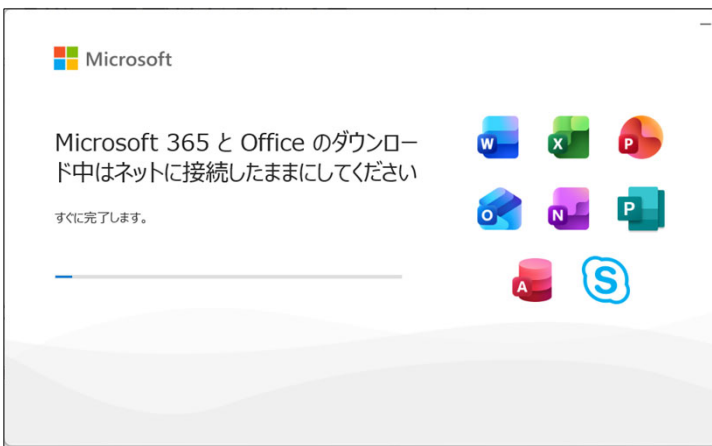 Microsoft
Microsoft 365 と Office のダウンロー
ド中はネットに接続したままにしてください
すぐに完了します。
W
X
P
O
N
P
A
S